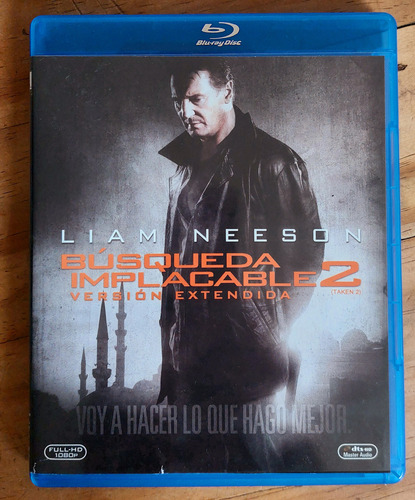 Blu-ray Disc
LIAM NEESON
BÚSQUEDA
IMPLACABLE 2
VERSIÓN EXTENDIDA
(TAKEN 2)
VOY A HACER LO QUE HAGO MEJOR.
FULL-HD
1080p
dts-HD
Master Audio